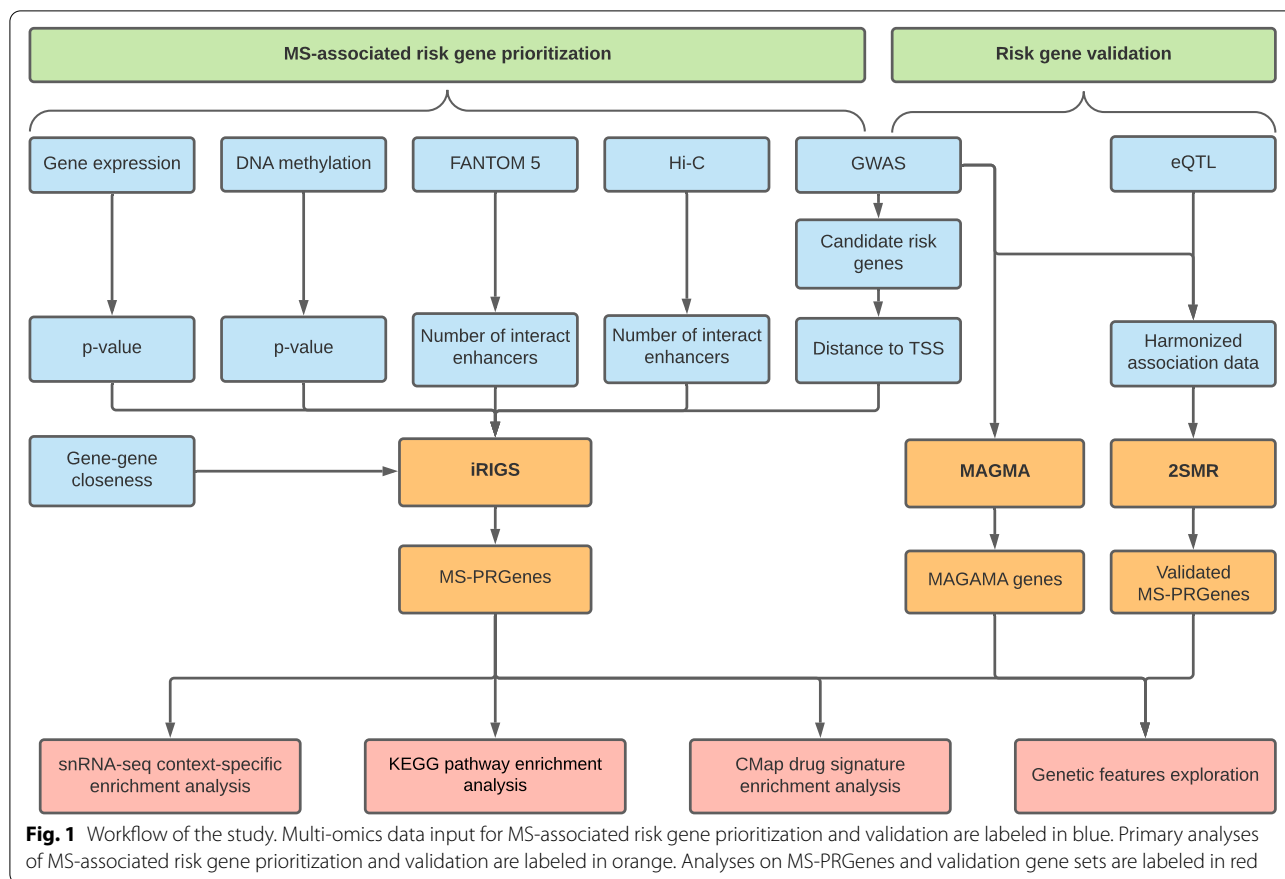 MS-associated risk gene prioritization
Risk gene validation
Gene expression
DNA methylation
FANTOM 5
Hi-C
GWAS
eQTL
Candidate risk
genes
p-value
p-value
Number of interact
enhancers
Number of interact
enhancers
Distance to TSS
Harmonized
association data
Gene-gene
closeness
iRIGS
MAGMA
2SMR
MS-PRGenes
MAGAMA genes
Validated
MS-PRGenes
snRNA-seq context-specific
enrichment analysis
KEGG pathway enrichment
analysis
CMap drug signature
enrichment analysis
Genetic features exploration
Fig. 1 Workflow of the study. Multi-omics data input for MS-associated risk gene prioritization and validation are labeled in blue. Primary analyses
of MS-associated risk gene prioritization and validation are labeled in orange. Analyses on MS-PRGenes and validation gene sets are labeled in red